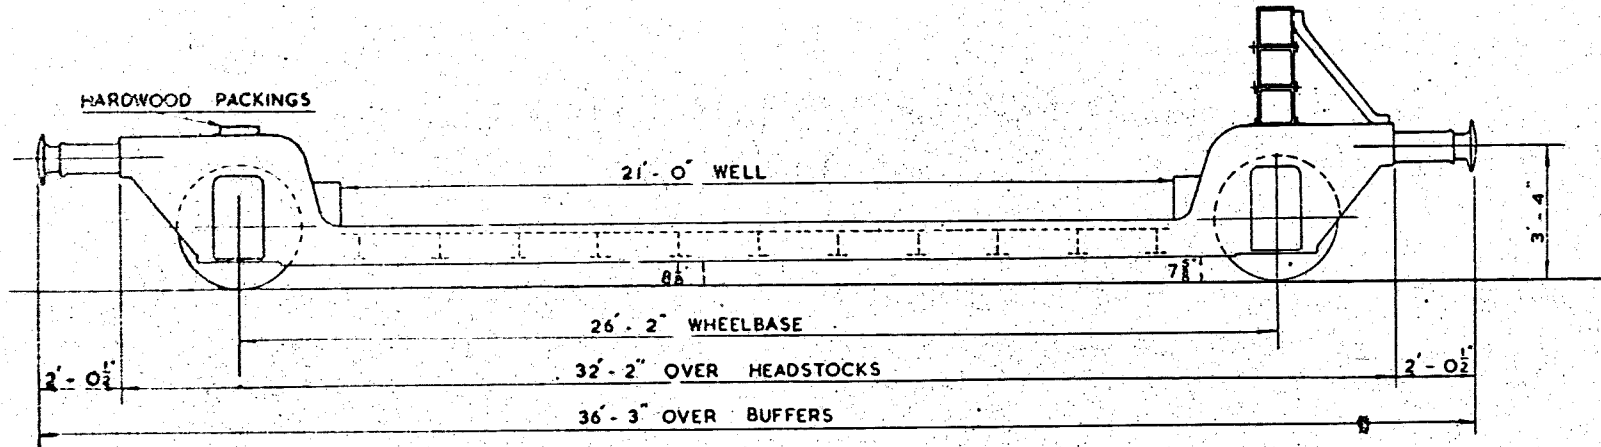 HARDWOOD PACKINGS
21'-0" WELL
3'-4"
8⅛"
7⅝"
26'-2" WHEELBASE
2'-0½"
32'-2" OVER HEADSTOCKS
2'-0½"
36'-3" OVER BUFFERS